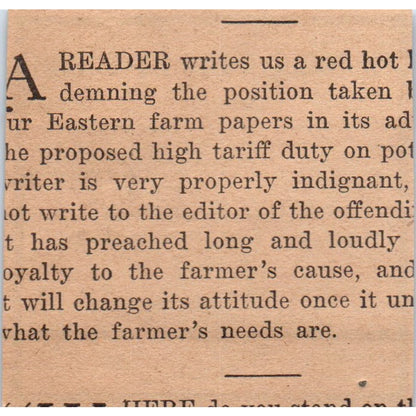 A READER writes us a red hot
demning the position taken
ur Eastern farm papers in its ad
he proposed high tariff duty on pot
writer is very properly indignant,
not write to the editor of the offendi
t has preached long and loudly
oyalty to the farmer's cause, and
t will change its attitude once it un
what the farmer's needs are.
HERE do you stand on th